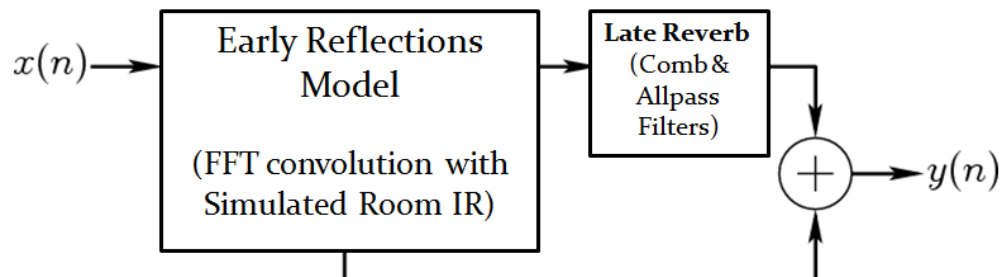 x(n)
Early Reflections
Model
(FFT convolution with
Simulated Room IR)
Late Reverb
(Comb &
Allpass
Filters)
+
y(n)